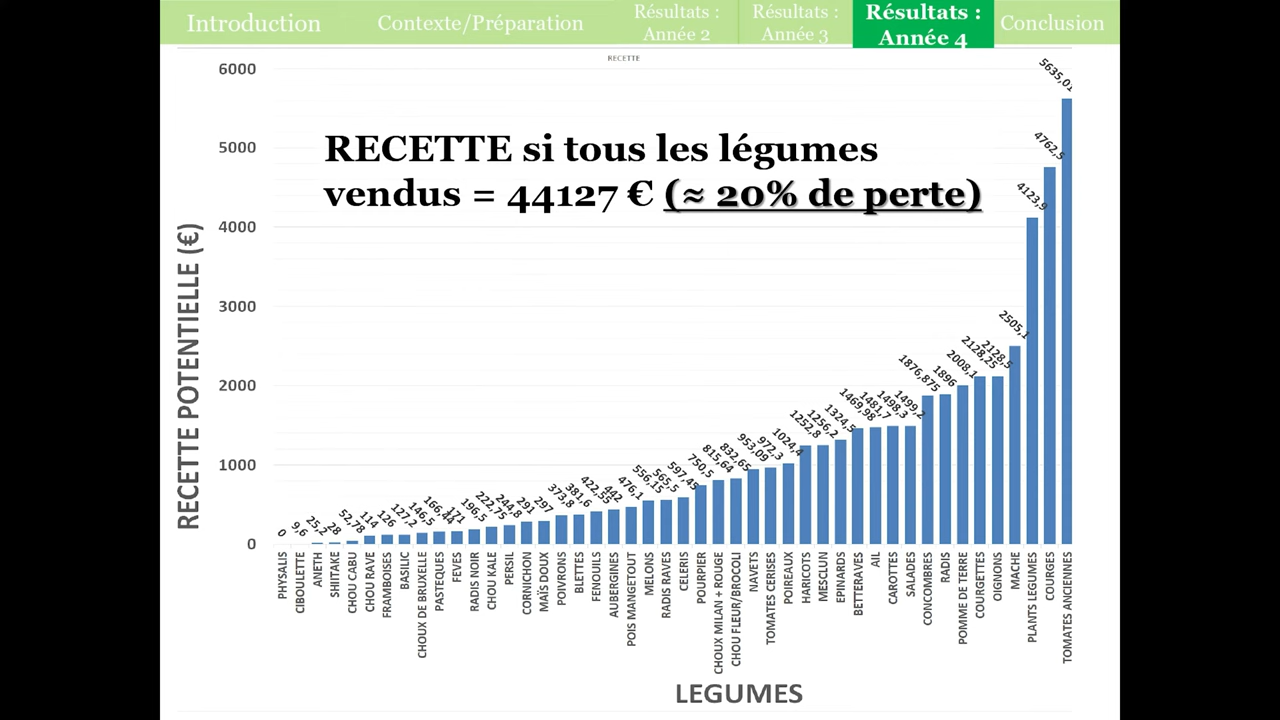 Introduction
Contexte/Préparation
Résultats :
Année 2
Résultats :
Année 3
Résultats :
Année 4
Conclusion
RECETTE
RECETTE si tous les légumes
vendus = 44127 € (≈ 20% de perte)
RECETTE POTENTIELLE (€)
6000
5000
4000
3000
2000
1000
0
0
9,6
25,2
28
52,78
114
126
127,2
146,5
166,44
171
196,5
222,75
244,8
291
297
373,8
381,6
422,55
442
476,1
556,15
565,5
597,45
750,5
815,64
832,65
953,09
972,3
1024,4
1252,8
1256,2
1324,5
1469,98
1481,7
1498,3
1499,2
1876,875
1896
2008,1
2128,25
2128,5
2505,1
4123,9
4762,5
5635,01
PHYSALIS
CIBOULETTE
ANETH
SHIITAKE
CHOU CABU
CHOU RAVE
FRAMBOISES
BASILIC
CHOUX DE BRUXELLE
PASTEQUES
FEVES
RADIS NOIR
CHOU KALE
PERSIL
CORNICHON
MAÏS DOUX
POIVRONS
BLETTES
FENOUILS
AUBERGINES
POIS MANGETOUT
MELONS
RADIS RAVES
CELERIS
POURPIER
CHOUX MILAN + ROUGE
CHOU FLEUR/BROCOLI
NAVETS
TOMATES CERISES
POIREAUX
HARICOTS
MESCLUN
EPINARDS
BETTERAVES
AIL
CAROTTES
SALADES
CONCOMBRES
RADIS
POMME DE TERRE
COURGETTES
OIGNONS
MACHE
PLANTS LEGUMES
COURGES
TOMATES ANCIENNES
LEGUMES